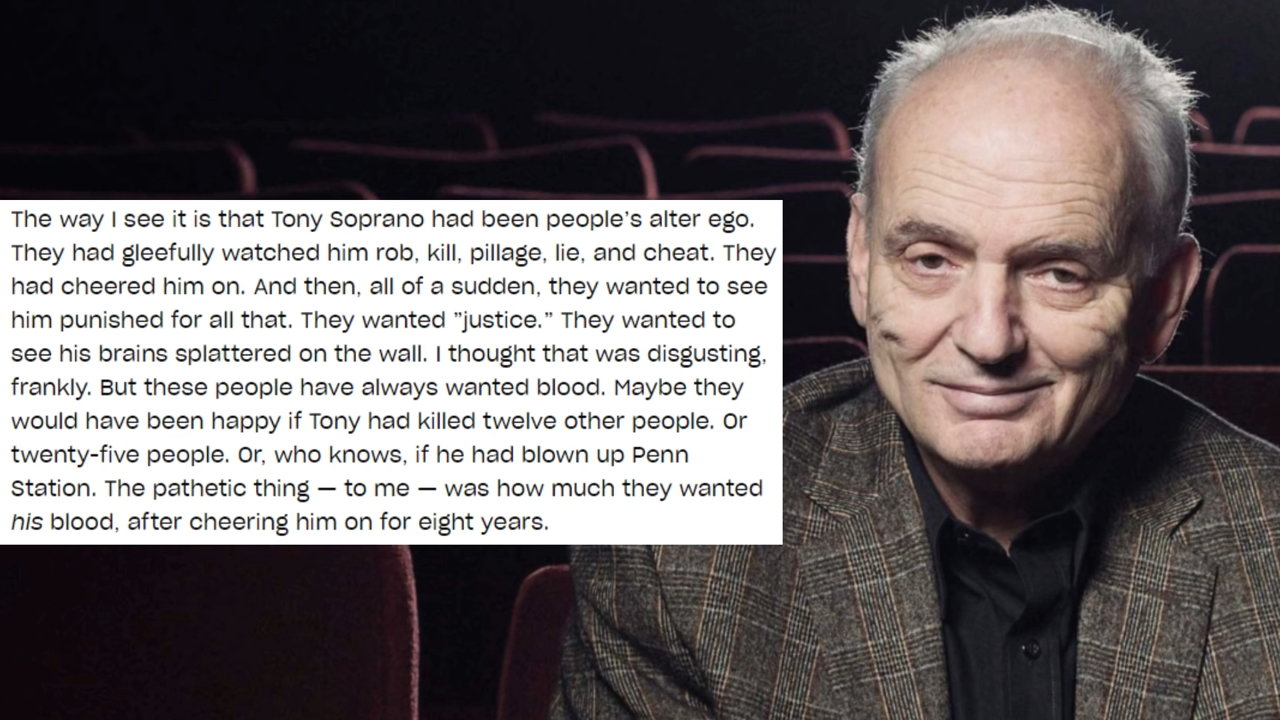 The way I see it is that Tony Soprano had been people’s alter ego.
They had gleefully watched him rob, kill, pillage, lie, and cheat. They
had cheered him on. And then, all of a sudden, they wanted to see
him punished for all that. They wanted ”justice.” They wanted to
see his brains splattered on the wall. I thought that was disgusting,
frankly. But these people have always wanted blood. Maybe they
would have been happy if Tony had killed twelve other people. Or
twenty-five people. Or, who knows, if he had blown up Penn
Station. The pathetic thing — to me — was how much they wanted
his blood, after cheering him on for eight years.